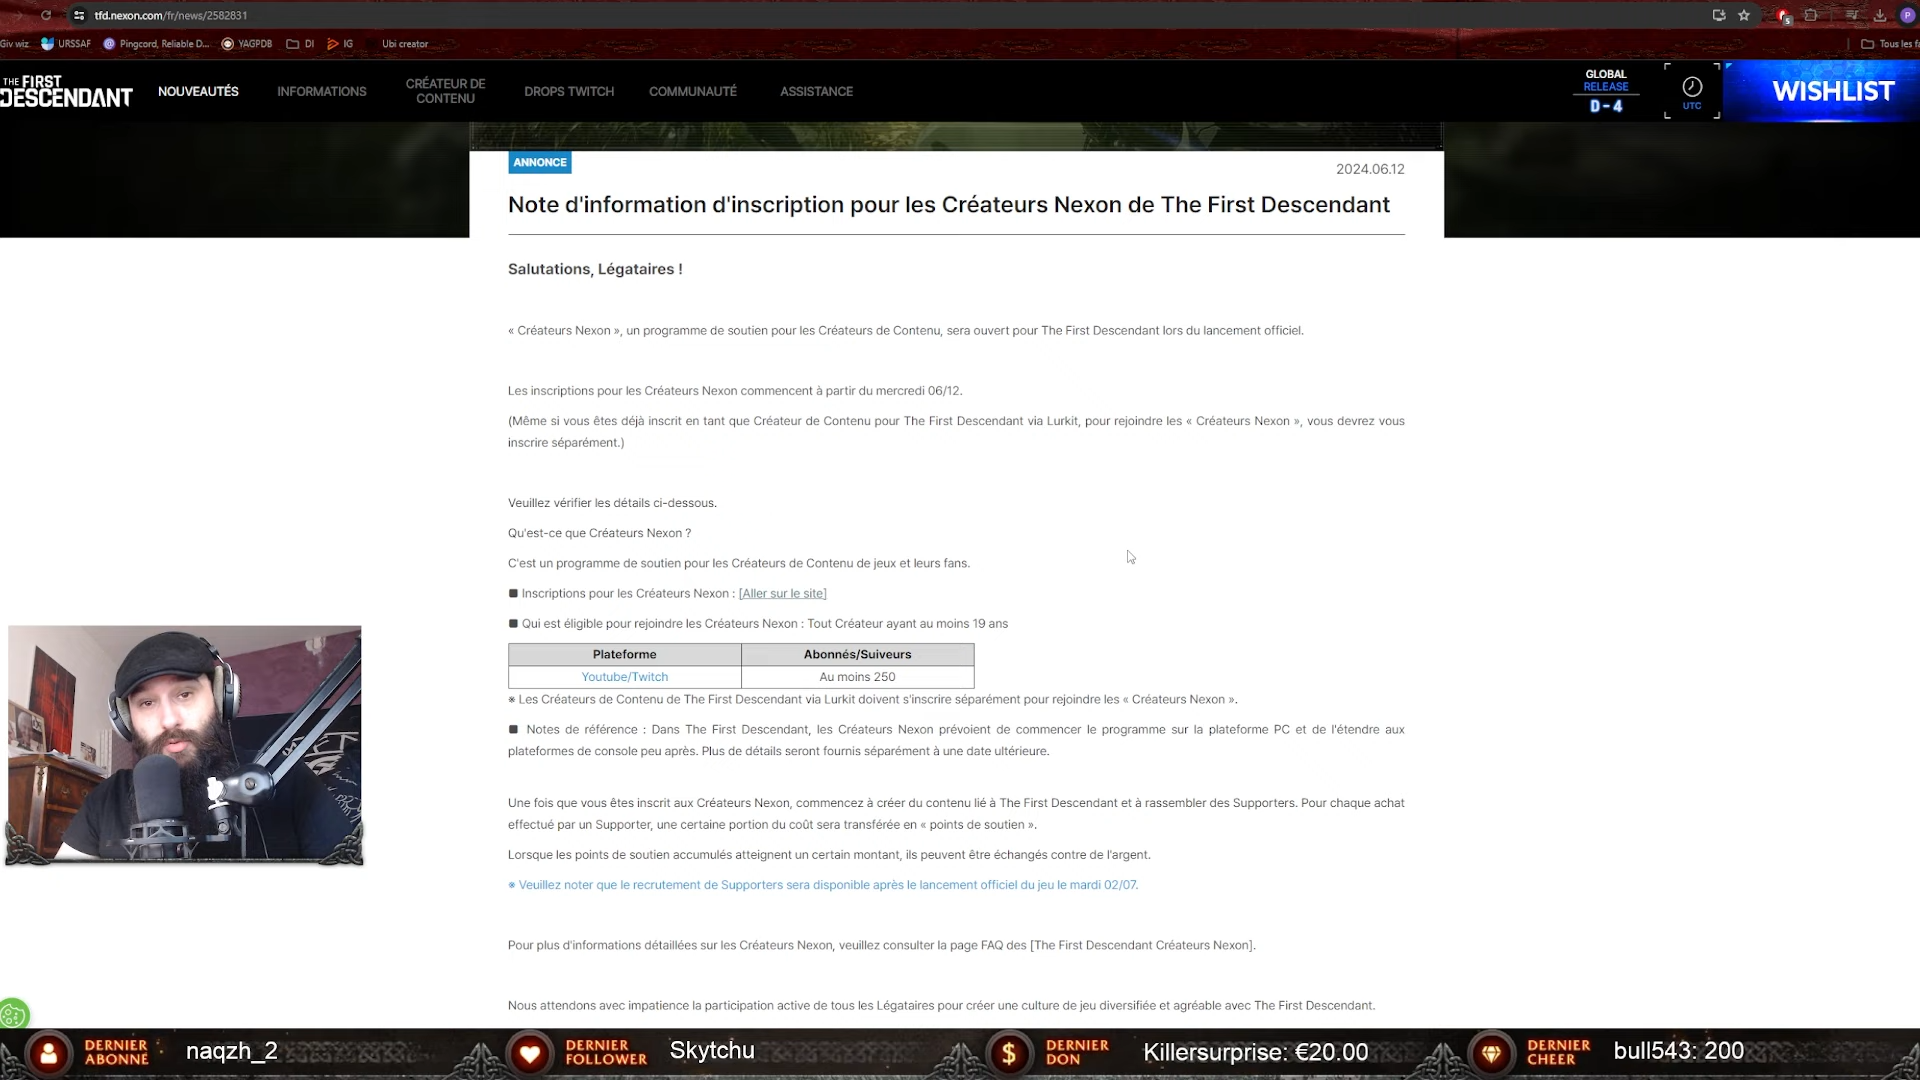 tfd.nexon.com/fr/news/2582831
Giv wiz URSSAF Pingcord, Reliable D... YAGPDB DI IG Ubi creator Tous les fa
THE FIRST DESCENDANT
NOUVEAUTÉS INFORMATIONS CRÉATEUR DE CONTENU DROPS TWITCH COMMUNAUTÉ ASSISTANCE
GLOBAL
RELEASE
D-4
UTC
WISHLIST
ANNONCE
2024.06.12
Note d'information d'inscription pour les Créateurs Nexon de The First Descendant
Salutations, Légataires !
« Créateurs Nexon », un programme de soutien pour les Créateurs de Contenu, sera ouvert pour The First Descendant lors du lancement officiel.
Les inscriptions pour les Créateurs Nexon commencent à partir du mercredi 06/12.
(Même si vous êtes déjà inscrit en tant que Créateur de Contenu pour The First Descendant via Lurkit, pour rejoindre les « Créateurs Nexon », vous devrez vous
inscrire séparément.)
Veuillez vérifier les détails ci-dessous.
Qu'est-ce que Créateurs Nexon ?
C'est un programme de soutien pour les Créateurs de Contenu de jeux et leurs fans.
■ Inscriptions pour les Créateurs Nexon : [Aller sur le site]
■ Qui est éligible pour rejoindre les Créateurs Nexon : Tout Créateur ayant au moins 19 ans
Plateforme Abonnés/Suiveurs
Youtube/Twitch Au moins 250
※ Les Créateurs de Contenu de The First Descendant via Lurkit doivent s'inscrire séparément pour rejoindre les « Créateurs Nexon ».
■ Notes de référence : Dans The First Descendant, les Créateurs Nexon prévoient de commencer le programme sur la plateforme PC et de l'étendre aux
plateformes de console peu après. Plus de détails seront fournis séparément à une date ultérieure.
Une fois que vous êtes inscrit aux Créateurs Nexon, commencez à créer du contenu lié à The First Descendant et à rassembler des Supporters. Pour chaque achat
effectué par un Supporter, une certaine portion du coût sera transférée en « points de soutien ».
Lorsque les points de soutien accumulés atteignent un certain montant, ils peuvent être échangés contre de l'argent.
※ Veuillez noter que le recrutement de Supporters sera disponible après le lancement officiel du jeu le mardi 02/07.
Pour plus d'informations détaillées sur les Créateurs Nexon, veuillez consulter la page FAQ des [The First Descendant Créateurs Nexon].
Nous attendons avec impatience la participation active de tous les Légataires pour créer une culture de jeu diversifiée et agréable avec The First Descendant.
DERNIER ABONNÉ naqzh_2
DERNIER FOLLOWER Skytchu
DERNIER DON Killersurprise: €20.00
DERNIER CHEER bull543: 200